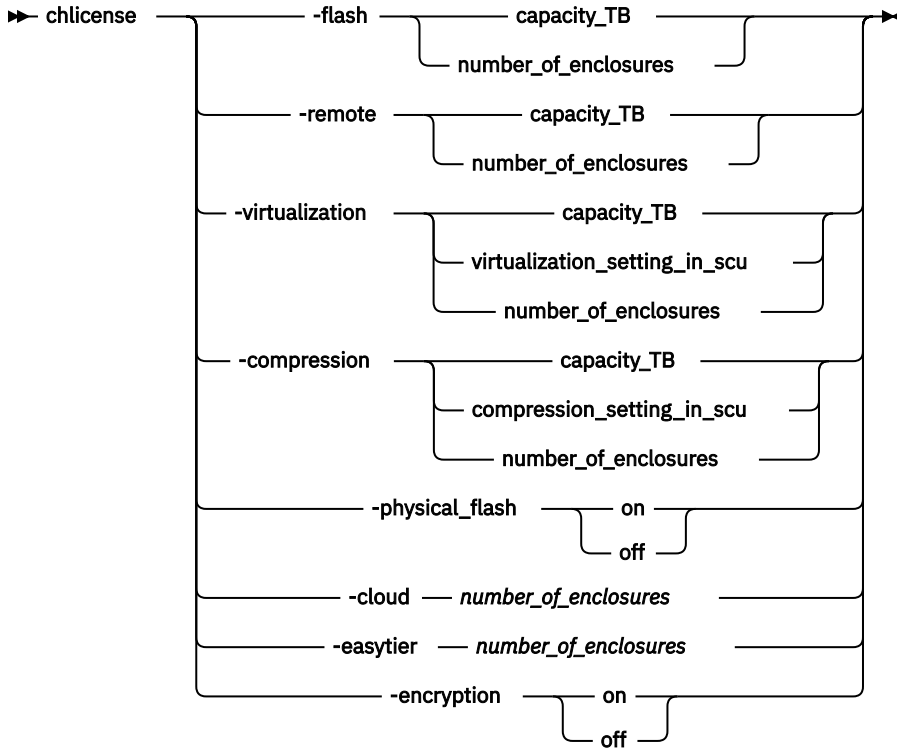 chlicense -flash capacity_TB
number_of_enclosures
-remote capacity_TB
number_of_enclosures
-virtualization capacity_TB
virtualization_setting_in_scu
number_of_enclosures
-compression capacity_TB
compression_setting_in_scu
number_of_enclosures
-physical_flash on
off
-cloud number_of_enclosures
-easytier number_of_enclosures
-encryption on
off